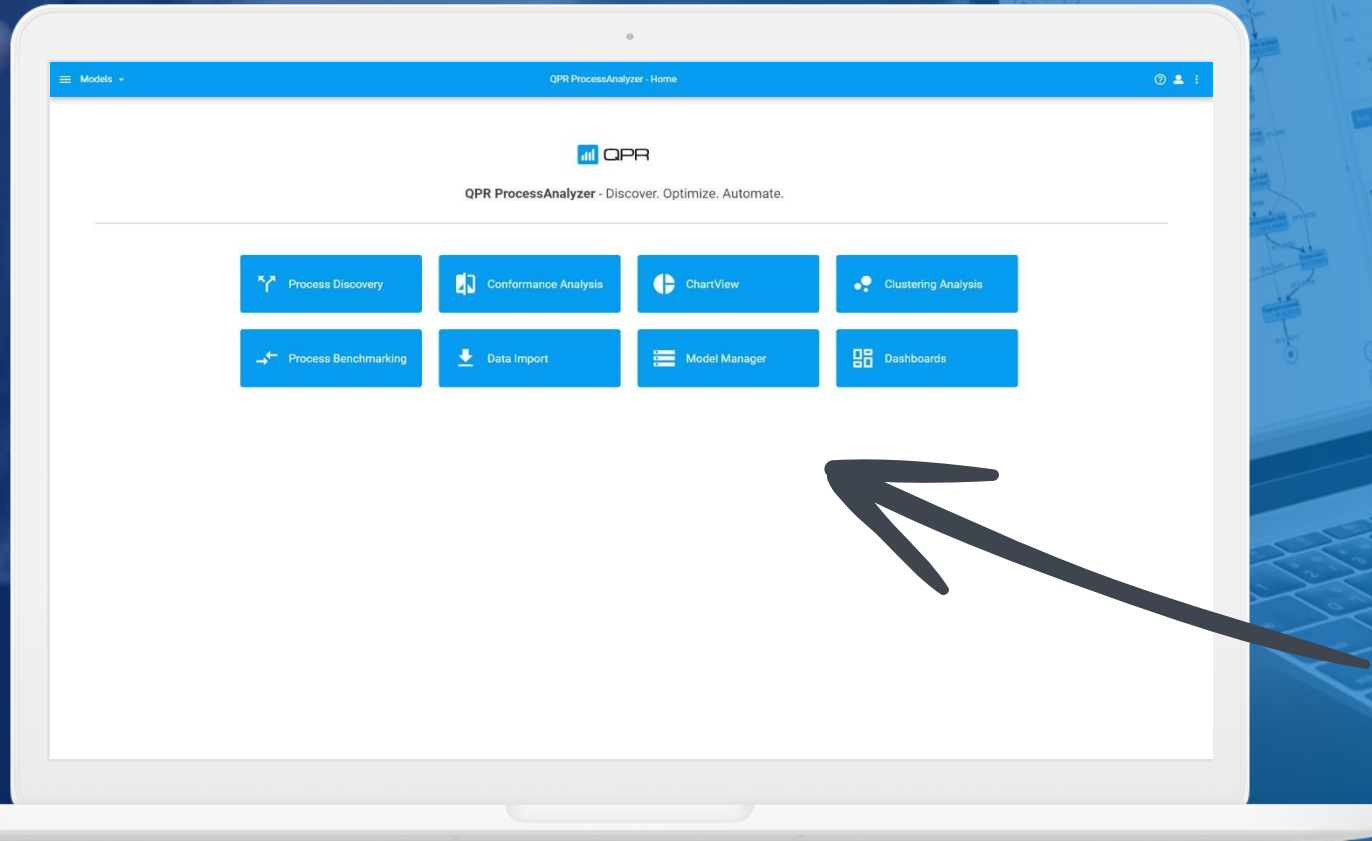 Models
QPR ProcessAnalyzer - Home
QPR
QPR ProcessAnalyzer - Discover. Optimize. Automate.
Process Discovery
Conformance Analysis
ChartView
Clustering Analysis
Process Benchmarking
Data Import
Model Manager
Dashboards